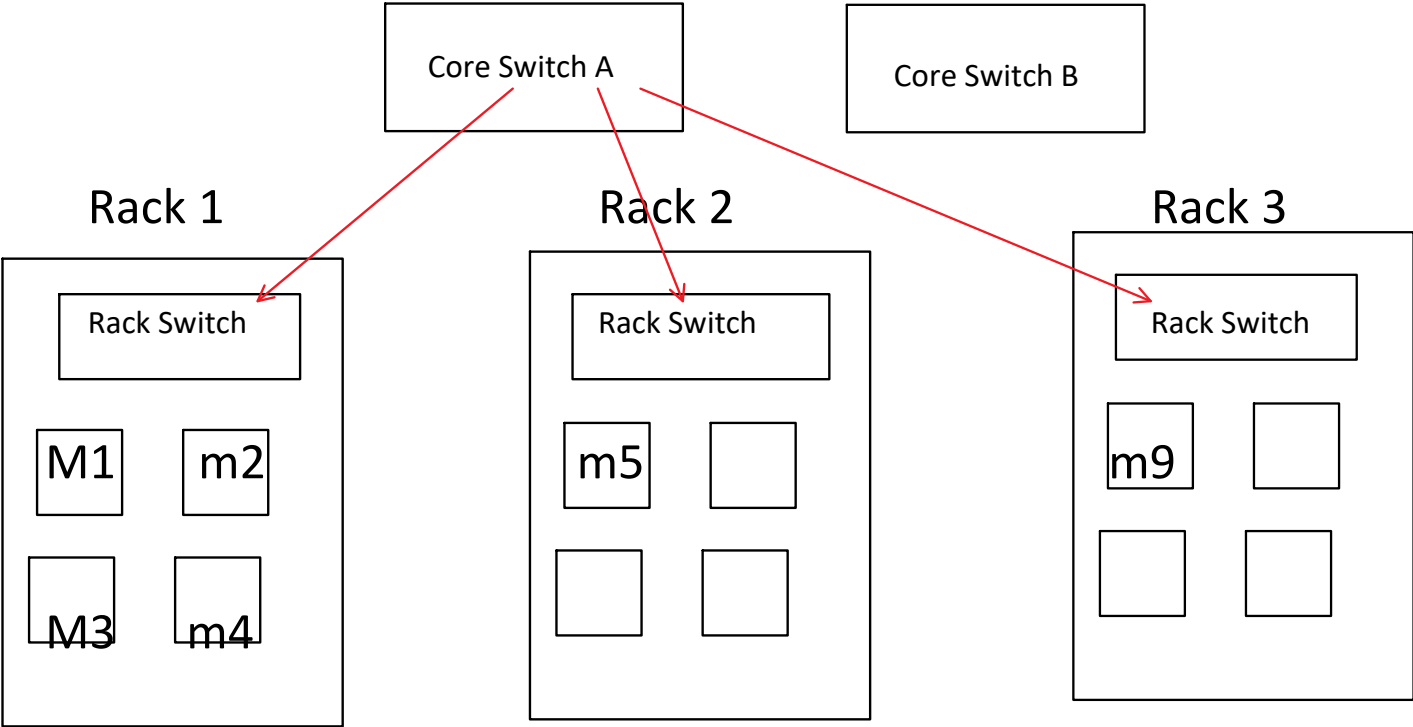 Core Switch A
Core Switch B
Rack 1
Rack 2
Rack 3
Rack Switch
Rack Switch
Rack Switch
M1
m2
m5
m9
M3
m4